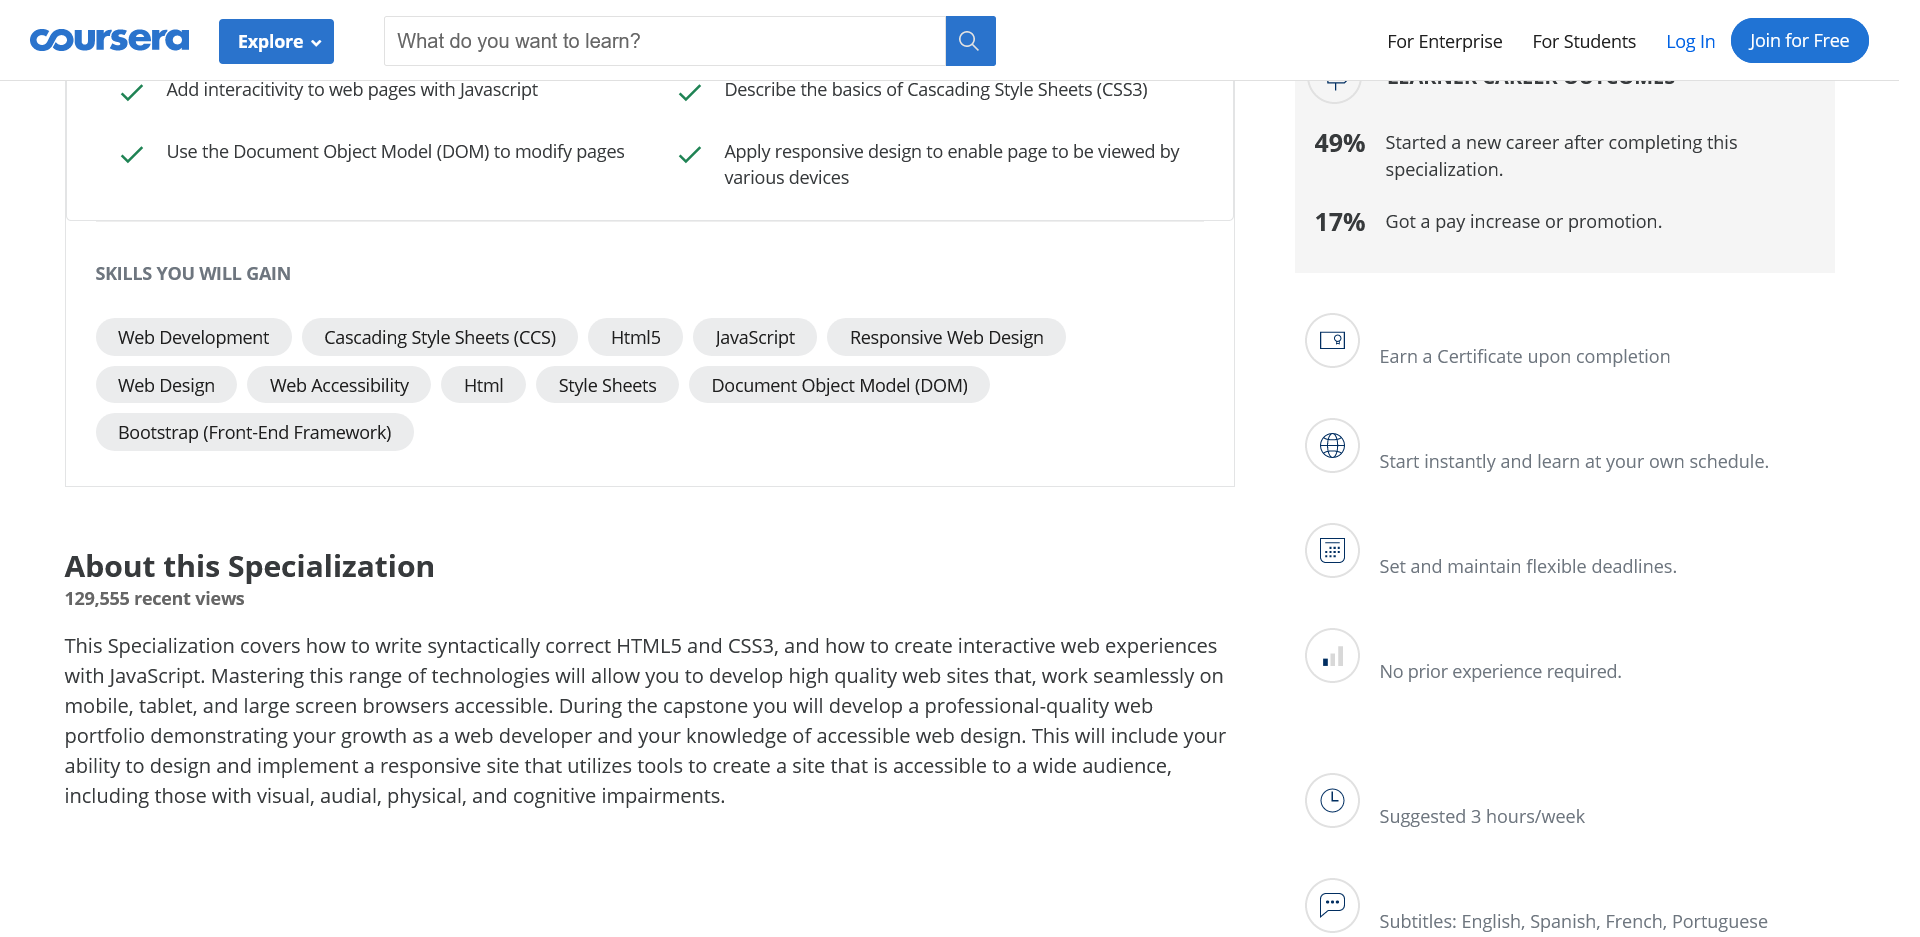 coursera
Explore
What do you want to learn?
For Enterprise
For Students
Log In
Join for Free
Add interacitivity to web pages with Javascript
Describe the basics of Cascading Style Sheets (CSS3)
Use the Document Object Model (DOM) to modify pages
Apply responsive design to enable page to be viewed by
various devices
SKILLS YOU WILL GAIN
Web Development
Cascading Style Sheets (CCS)
Html5
JavaScript
Responsive Web Design
Web Design
Web Accessibility
Html
Style Sheets
Document Object Model (DOM)
Bootstrap (Front-End Framework)
About this Specialization
129,555 recent views
This Specialization covers how to write syntactically correct HTML5 and CSS3, and how to create interactive web experiences
with JavaScript. Mastering this range of technologies will allow you to develop high quality web sites that, work seamlessly on
mobile, tablet, and large screen browsers accessible. During the capstone you will develop a professional-quality web
portfolio demonstrating your growth as a web developer and your knowledge of accessible web design. This will include your
ability to design and implement a responsive site that utilizes tools to create a site that is accessible to a wide audience,
including those with visual, audial, physical, and cognitive impairments.
LEARNER CAREER OUTCOMES
49%
Started a new career after completing this
specialization.
17%
Got a pay increase or promotion.
Earn a Certificate upon completion
Start instantly and learn at your own schedule.
Set and maintain flexible deadlines.
No prior experience required.
Suggested 3 hours/week
Subtitles: English, Spanish, French, Portuguese